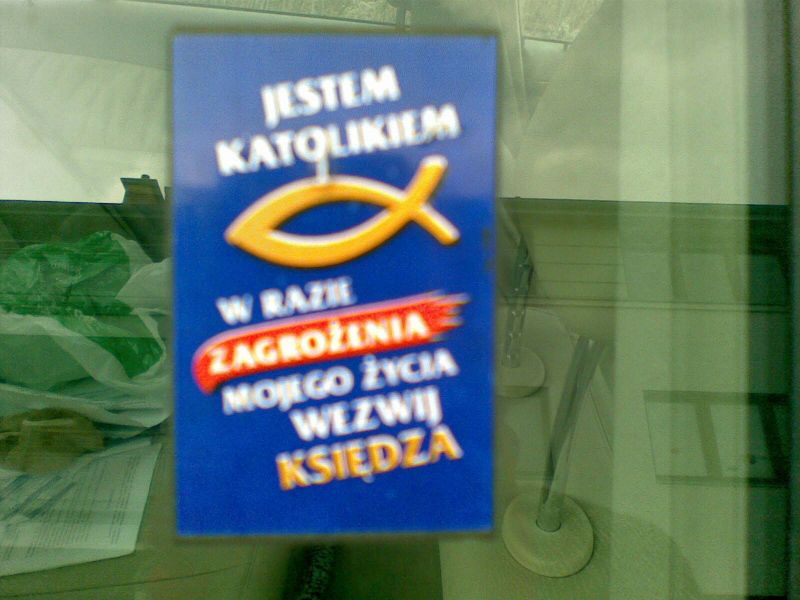 JESTEM
KATOLIKIEM
W RAZIE
ZAGROŻENIA
MOJEGO ŻYCIA
WEZWIJ
KSIĘDZA